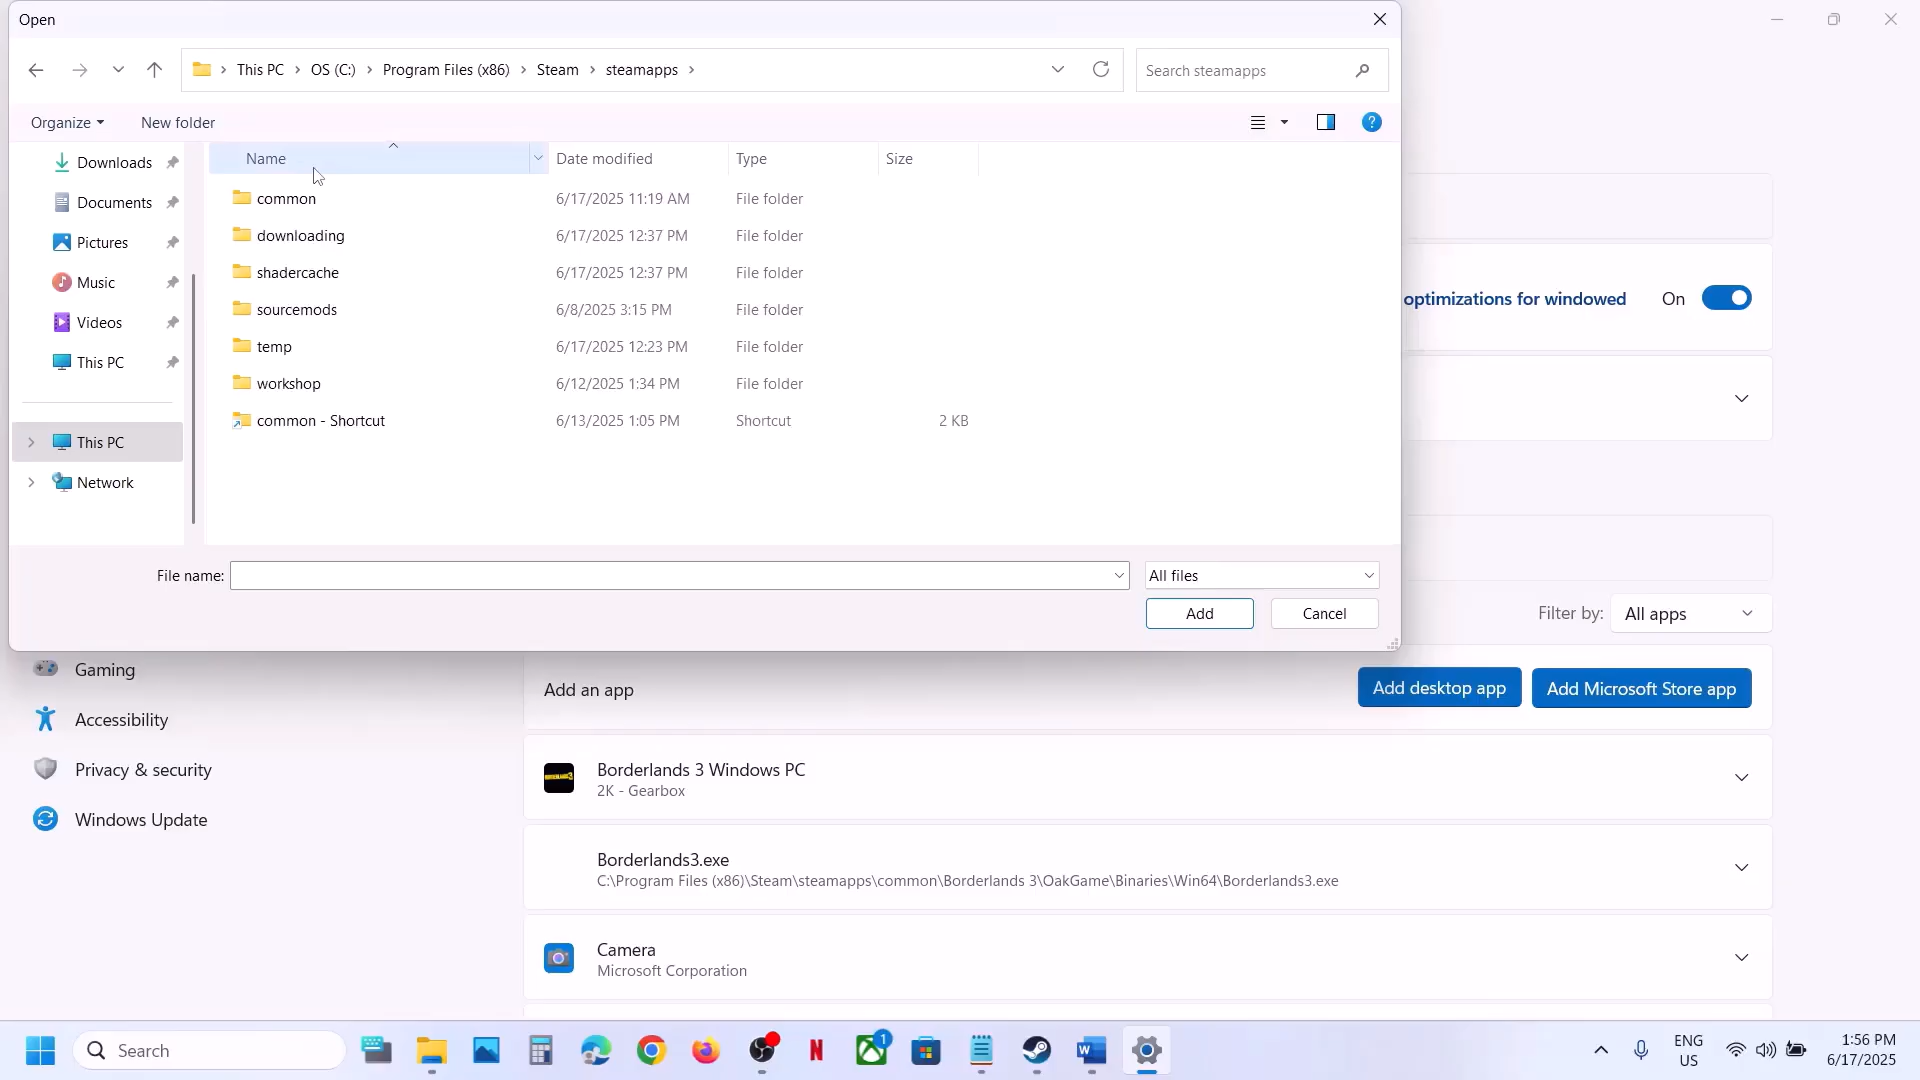 Open
This PC > OS (C:) > Program Files (x86) > Steam > steamapps >
Search steamapps
Organize
New folder
Name
Date modified
Type
Size
Downloads
Documents
Pictures
Music
Videos
This PC
This PC
Network
common 6/17/2025 11:19 AM File folder
downloading 6/17/2025 12:37 PM File folder
shadercache 6/17/2025 12:37 PM File folder
sourcemods 6/8/2025 3:15 PM File folder
temp 6/17/2025 12:23 PM File folder
workshop 6/12/2025 1:34 PM File folder
common - Shortcut 6/13/2025 1:05 PM Shortcut 2 KB
File name:
All files
Add
Cancel
optimizations for windowed
On
Filter by:
All apps
Gaming
Accessibility
Privacy & security
Windows Update
Add an app
Add desktop app
Add Microsoft Store app
Borderlands 3 Windows PC
2K - Gearbox
Borderlands3.exe
C:\Program Files (x86)\Steam\steamapps\common\Borderlands 3\OakGame\Binaries\Win64\Borderlands3.exe
Camera
Microsoft Corporation
Search
1
ENG
US
1:56 PM
6/17/2025